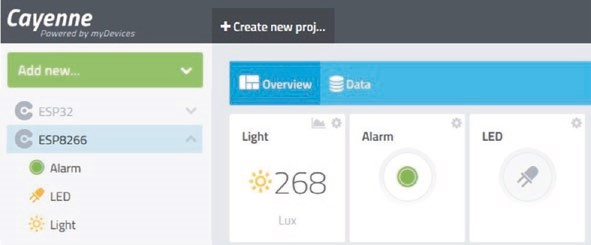 Cayenne
Powered by myDevices
+ Create new proj...
Add new...
ESP32
ESP8266
Alarm
LED
Light
Overview
Data
Light
268
Lux
Alarm
LED